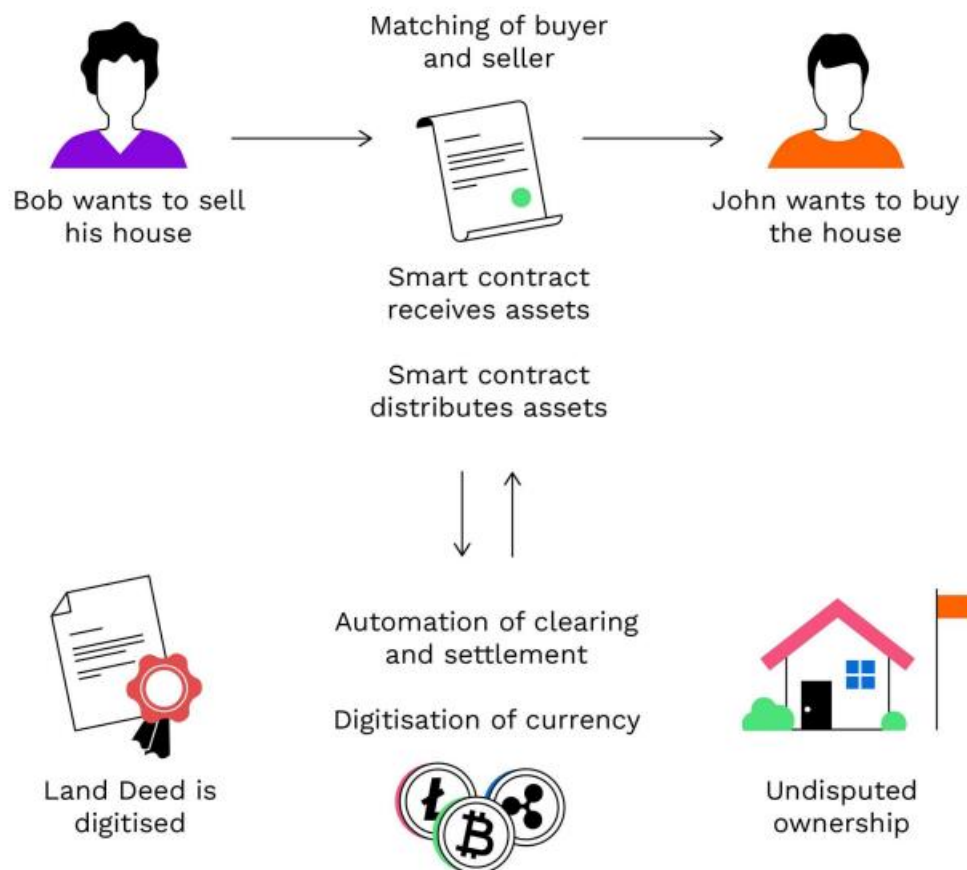 Matching of buyer
and seller
Bob wants to sell
his house
John wants to buy
the house
Smart contract
receives assets
Smart contract
distributes assets
Automation of clearing
and settlement
Digitisation of currency
Land Deed is
digitised
Undisputed
ownership